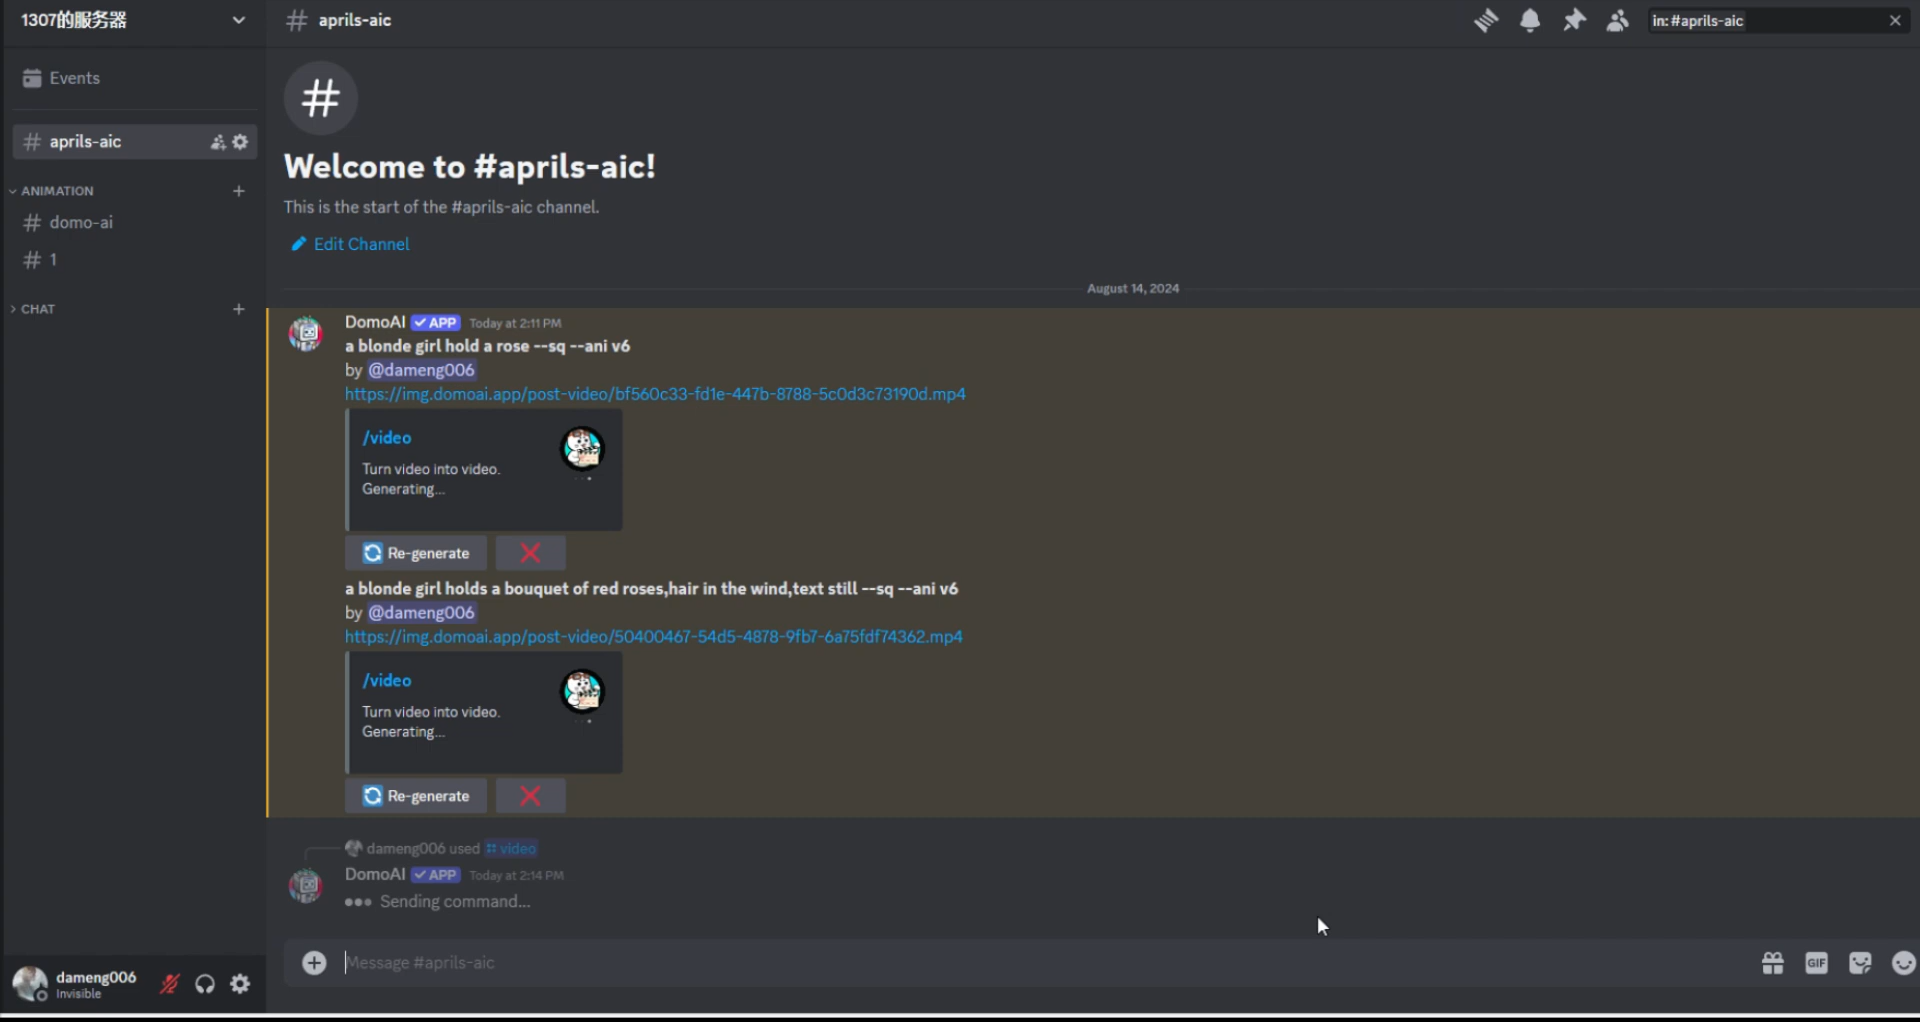 1307的服务器
aprils-aic
in:#aprils-aic
Events
aprils-aic
ANIMATION
domo-ai
1
CHAT
Welcome to #aprils-aic!
This is the start of the #aprils-aic channel.
Edit Channel
August 14, 2024
DomoAI APP Today at 2:11 PM
a blonde girl hold a rose --sq --ani v6
by @dameng006
https://img.domoai.app/post-video/bf560c33-fd1e-447b-8788-5c0d3c73190d.mp4
/video
Turn video into video.
Generating...
Re-generate
a blonde girl holds a bouquet of red roses,hair in the wind,text still --sq --ani v6
by @dameng006
https://img.domoai.app/post-video/50400467-54d5-4878-9fb7-6a75fdf74362.mp4
/video
Turn video into video.
Generating...
Re-generate
dameng006 used video
DomoAI APP Today at 2:14 PM
Sending command...
Message #aprils-aic
GIF
dameng006
Invisible